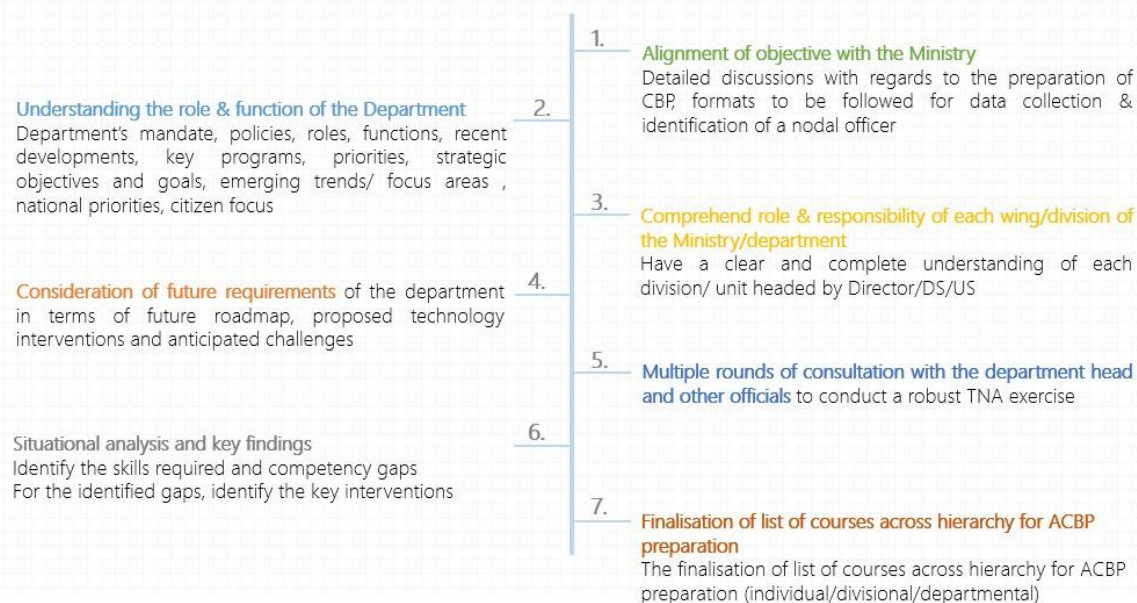 1.
Alignment of objective with the Ministry
Detailed discussions with regards to the preparation of
CBP, formats to be followed for data collection &
identification of a nodal officer
2.
Understanding the role & function of the Department
Department's mandate, policies, roles, functions, recent
developments, key programs, priorities, strategic
objectives and goals, emerging trends/ focus areas ,
national priorities, citizen focus
3.
Comprehend role & responsibility of each wing/division of
the Ministry/department
Have a clear and complete understanding of each
division/ unit headed by Director/DS/US
4.
Consideration of future requirements of the department
in terms of future roadmap, proposed technology
interventions and anticipated challenges
5.
Multiple rounds of consultation with the department head
and other officials to conduct a robust TNA exercise
6.
Situational analysis and key findings
Identify the skills required and competency gaps
For the identified gaps, identify the key interventions
7.
Finalisation of list of courses across hierarchy for ACBP
preparation
The finalisation of list of courses across hierarchy for ACBP
preparation (individual/divisional/departmental)